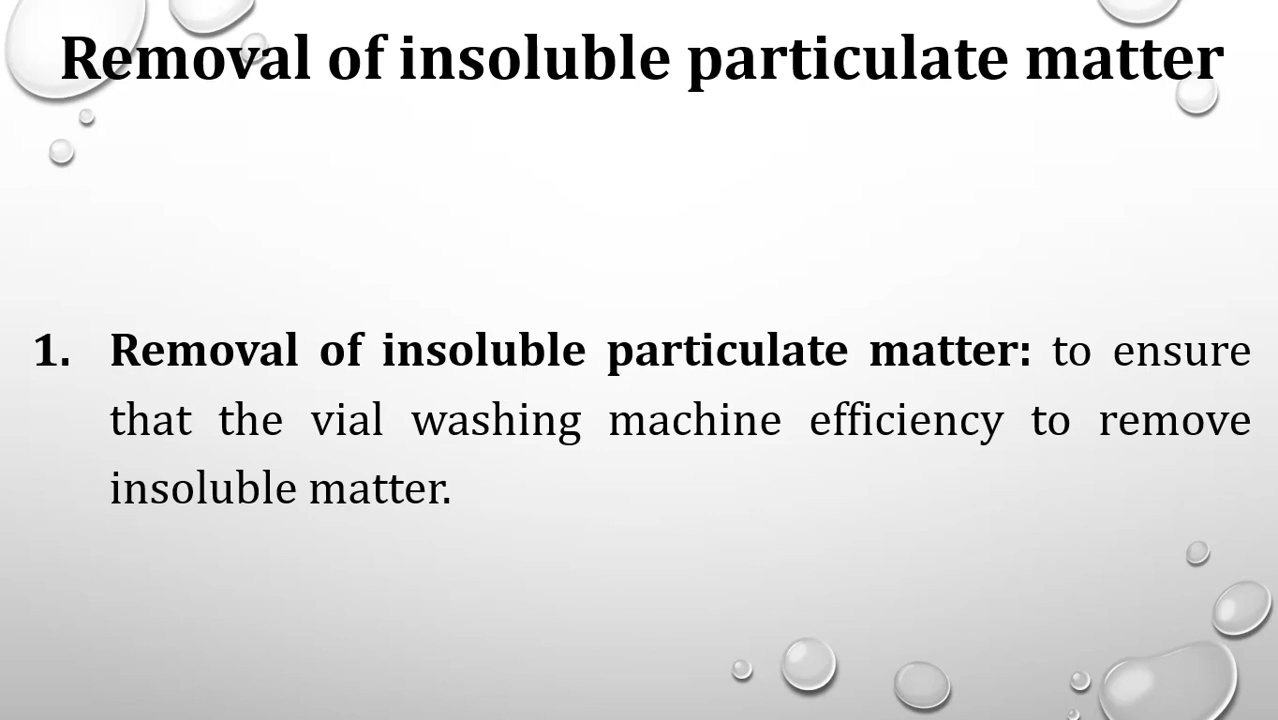 Removal of insoluble particulate matter
1. Removal of insoluble particulate matter: to ensure
that the vial washing machine efficiency to remove
insoluble matter.